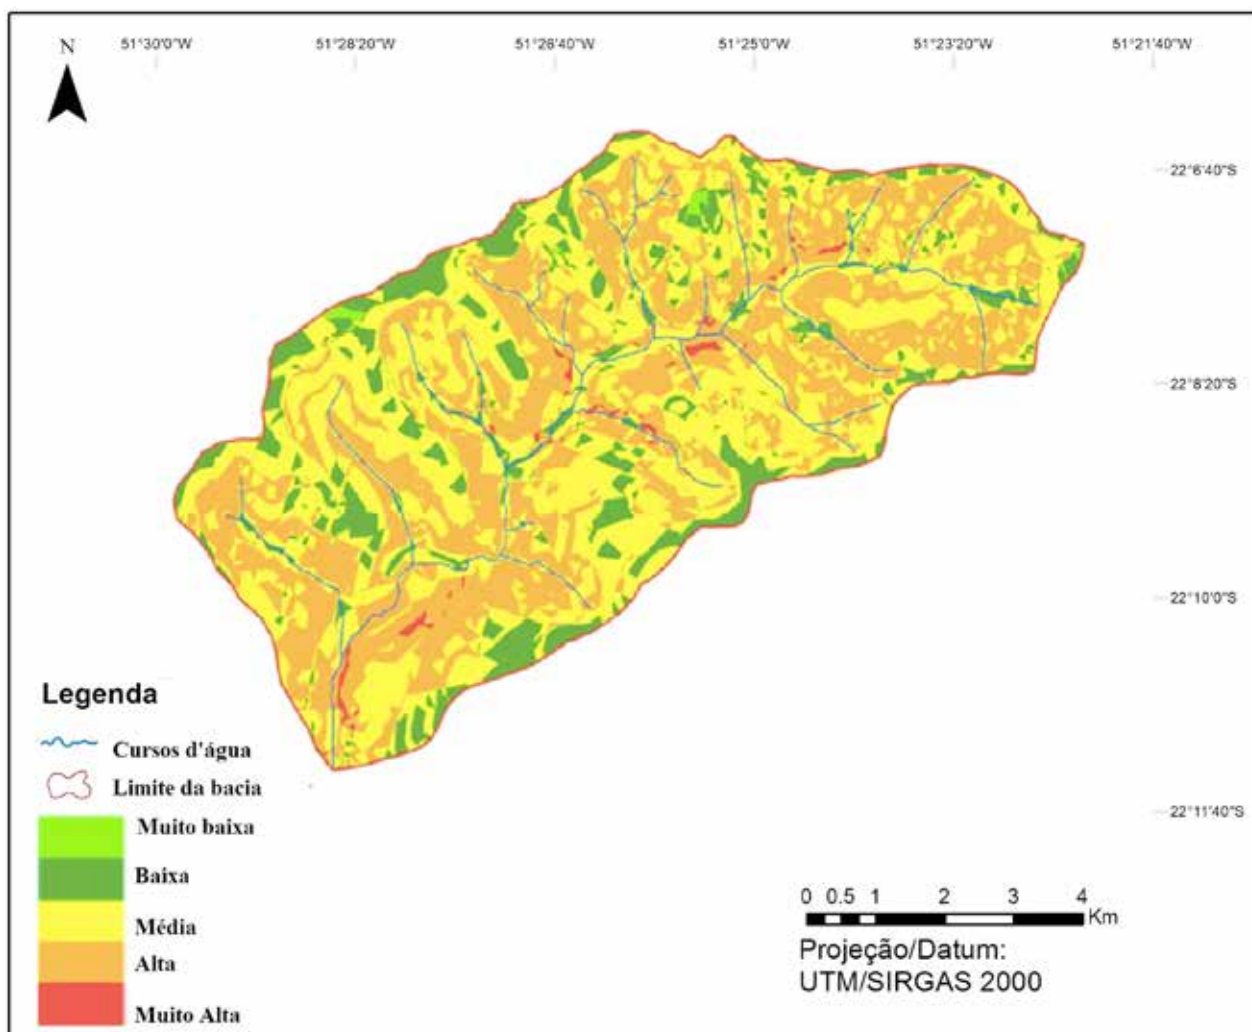 N
51°30'0"W
51°28'20"W
51°26'40"W
51°25'0"W
51°23'20"W
51°21'40"W
22°6'40"S
22°8'20"S
22°10'0"S
22°11'40"S
Legenda
Cursos d'água
Limite da bacia
Muito baixa
Baixa
Média
Alta
Muito Alta
0 0.5 1 2 3 4
Km
Projeção/Datum:
UTM/SIRGAS 2000